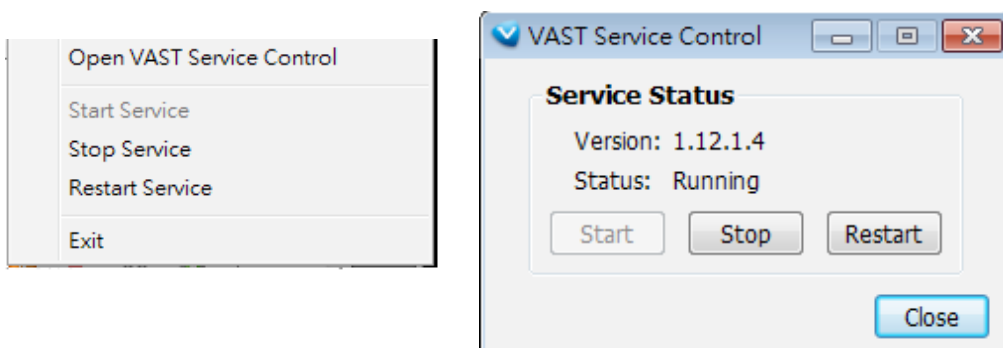 Open VAST Service Control
Start Service
Stop Service
Restart Service
Exit
VAST Service Control
Service Status
Version: 1.12.1.4
Status: Running
Start Stop Restart
Close